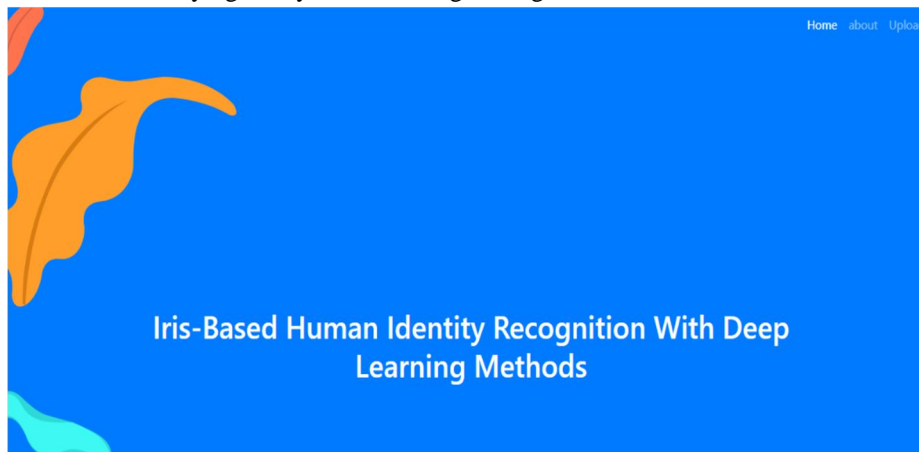 Home about
Iris-Based Human Identity Recognition With Deep
Learning Methods